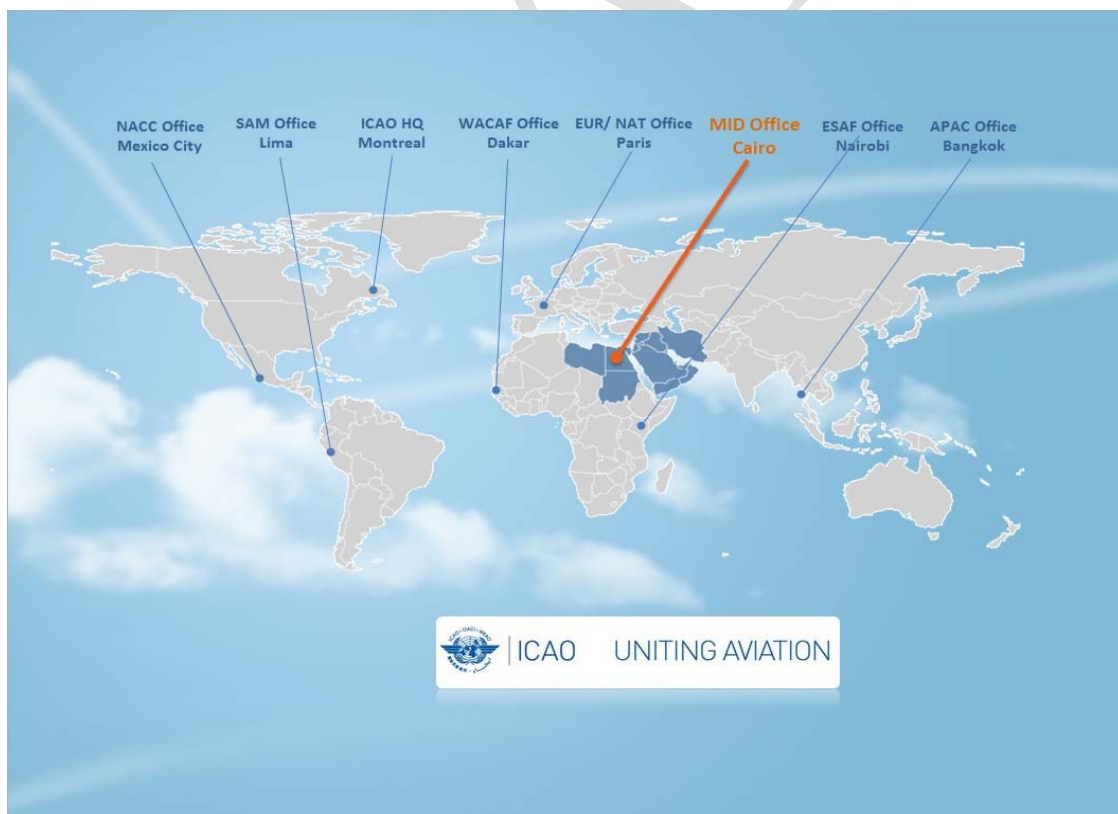 NACC Office
Mexico City
SAM Office
Lima
ICAO HQ
Montreal
WACAF Office
Dakar
EUR/ NAT Office
Paris
MID Office
Cairo
ESAF Office
Nairobi
APAC Office
Bangkok
ICAO UNITING AVIATION